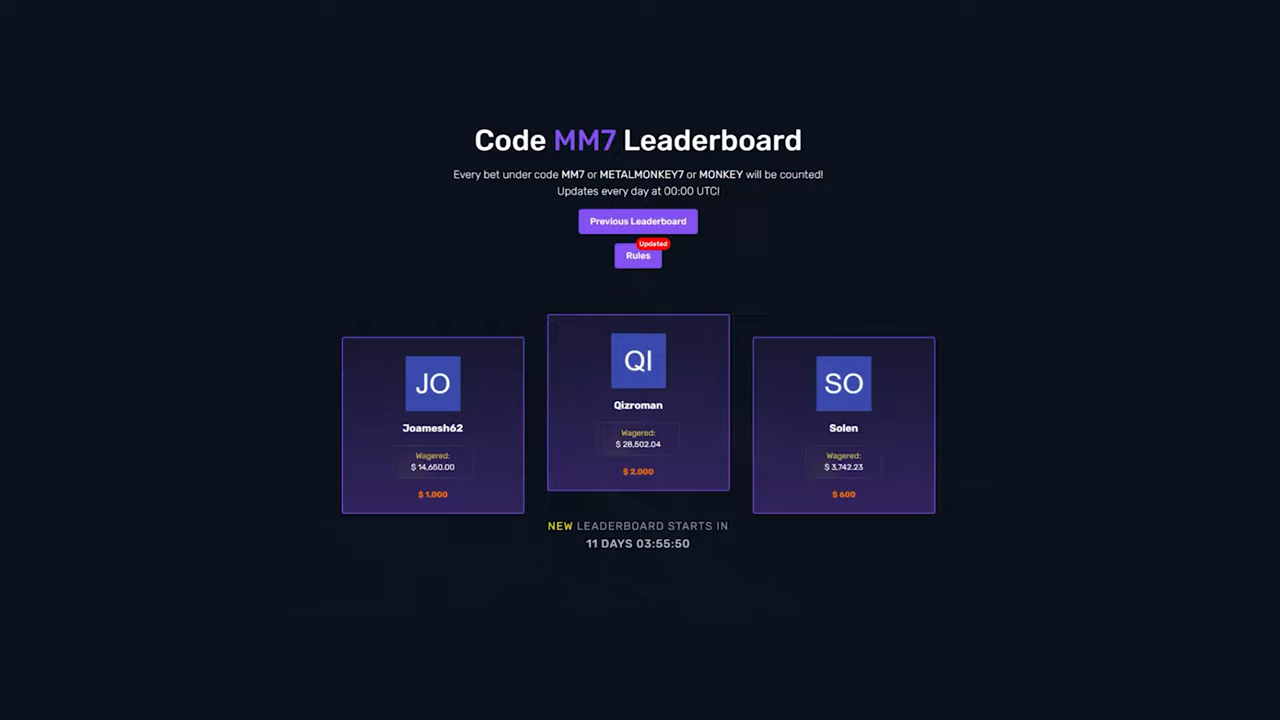 Code MM7 Leaderboard
Every bet under code MM7 or METALMONKEY7 or MONKEY will be counted!
Updates every day at 00:00 UTC!
Previous Leaderboard
Updated
Rules
JO
Joamesh62
Wagered:
$ 14,650.00
$ 1,000
QI
Qizroman
Wagered:
$ 28,502.04
$ 2,000
SO
Solen
Wagered:
$ 3,742.23
$ 600
NEW LEADERBOARD STARTS IN
11 DAYS 03:55:50